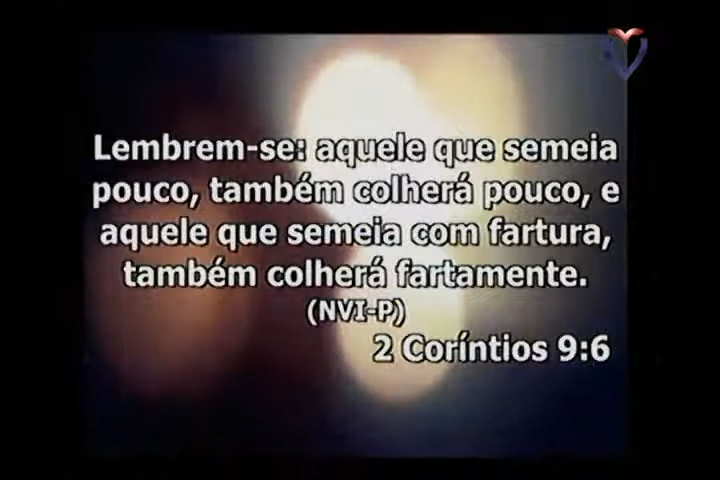 Lembrem-se: aquele que semeia
pouco, também colherá pouco, e
aquele que semeia com fartura,
também colherá fartamente.
(NVI-P)
2 Coríntios 9:6